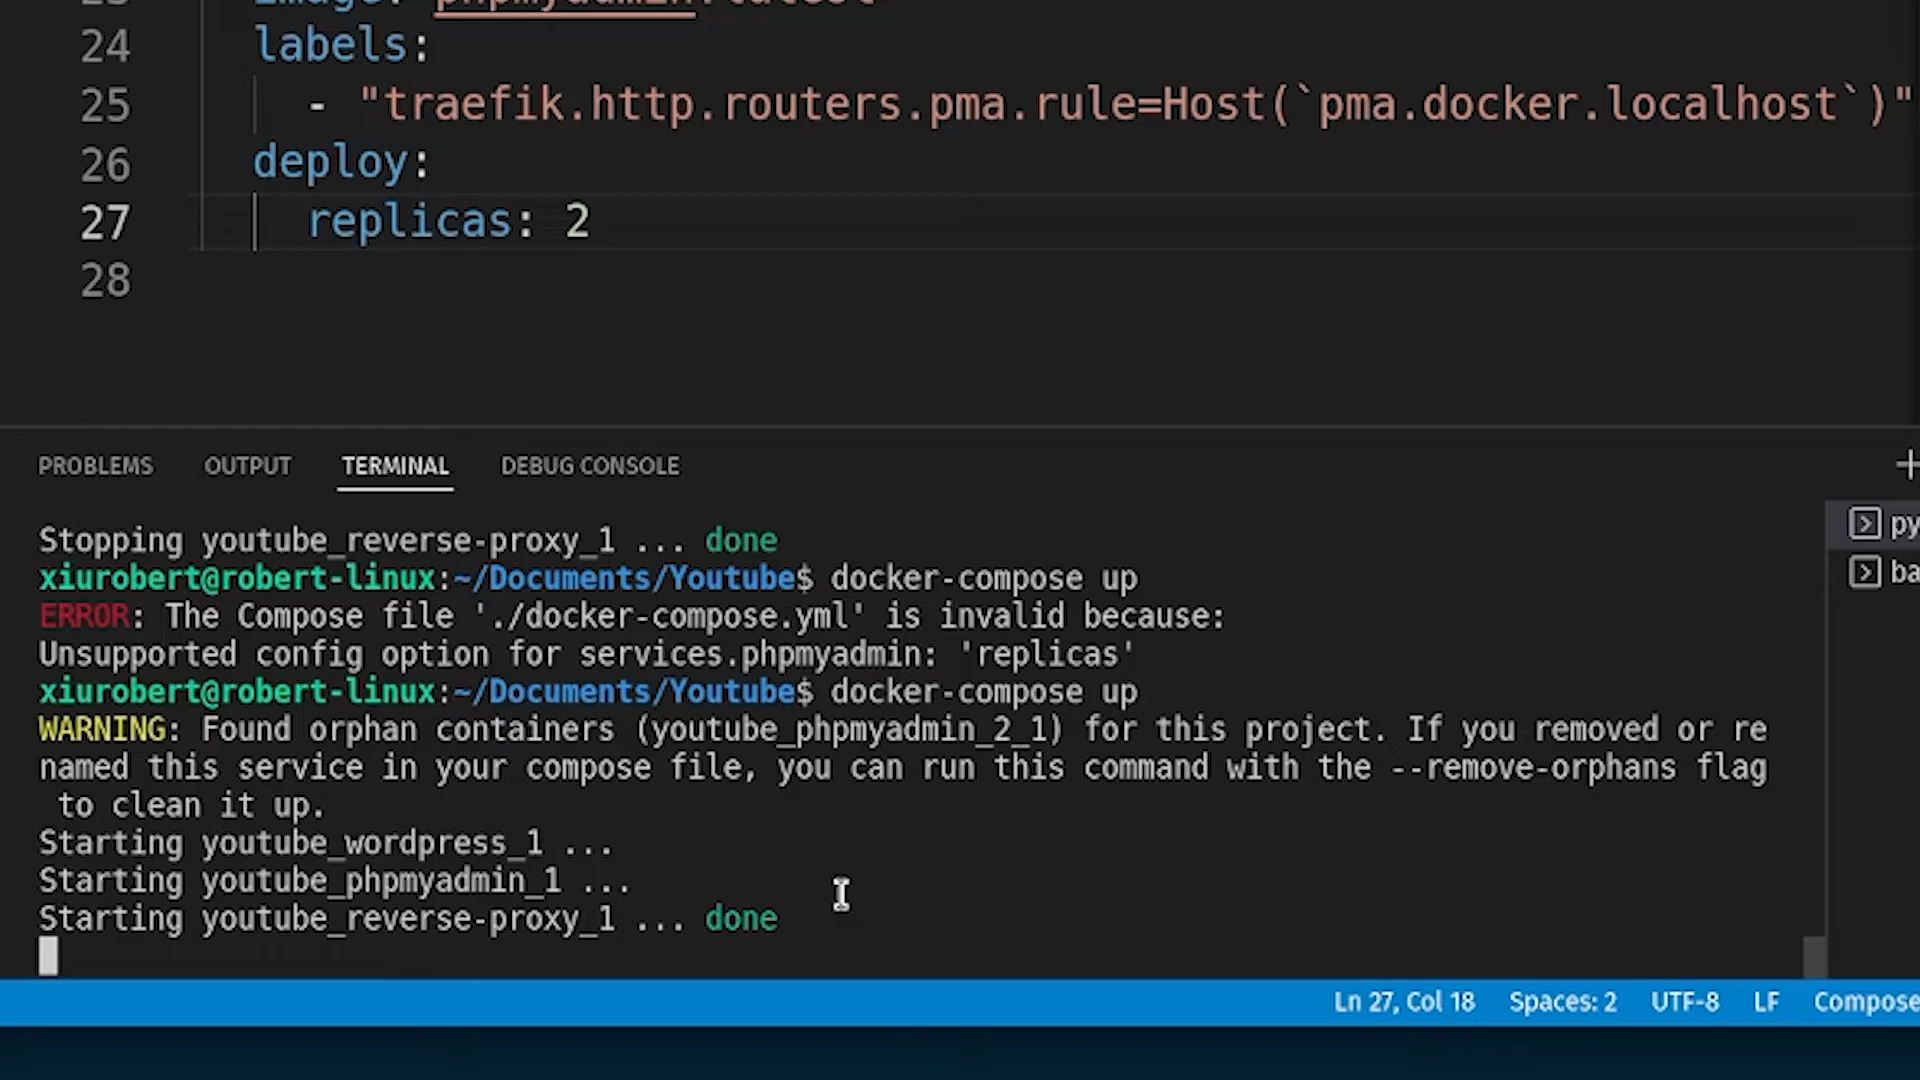 image: phpmyadmin:latest
24 labels:
25 - "traefik.http.routers.pma.rule=Host(`pma.docker.localhost`)"
26 deploy:
27 replicas: 2
28
PROBLEMS OUTPUT TERMINAL DEBUG CONSOLE
Stopping youtube_reverse-proxy_1 ... done
xiurobert@robert-linux:~/Documents/Youtube$ docker-compose up
ERROR: The Compose file './docker-compose.yml' is invalid because:
Unsupported config option for services.phpmyadmin: 'replicas'
xiurobert@robert-linux:~/Documents/Youtube$ docker-compose up
WARNING: Found orphan containers (youtube_phpmyadmin_2_1) for this project. If you removed or re
named this service in your compose file, you can run this command with the --remove-orphans flag
to clean it up.
Starting youtube_wordpress_1 ...
Starting youtube_phpmyadmin_1 ...
Starting youtube_reverse-proxy_1 ... done
py
ba
Ln 27, Col 18 Spaces: 2 UTF-8 LF Compose